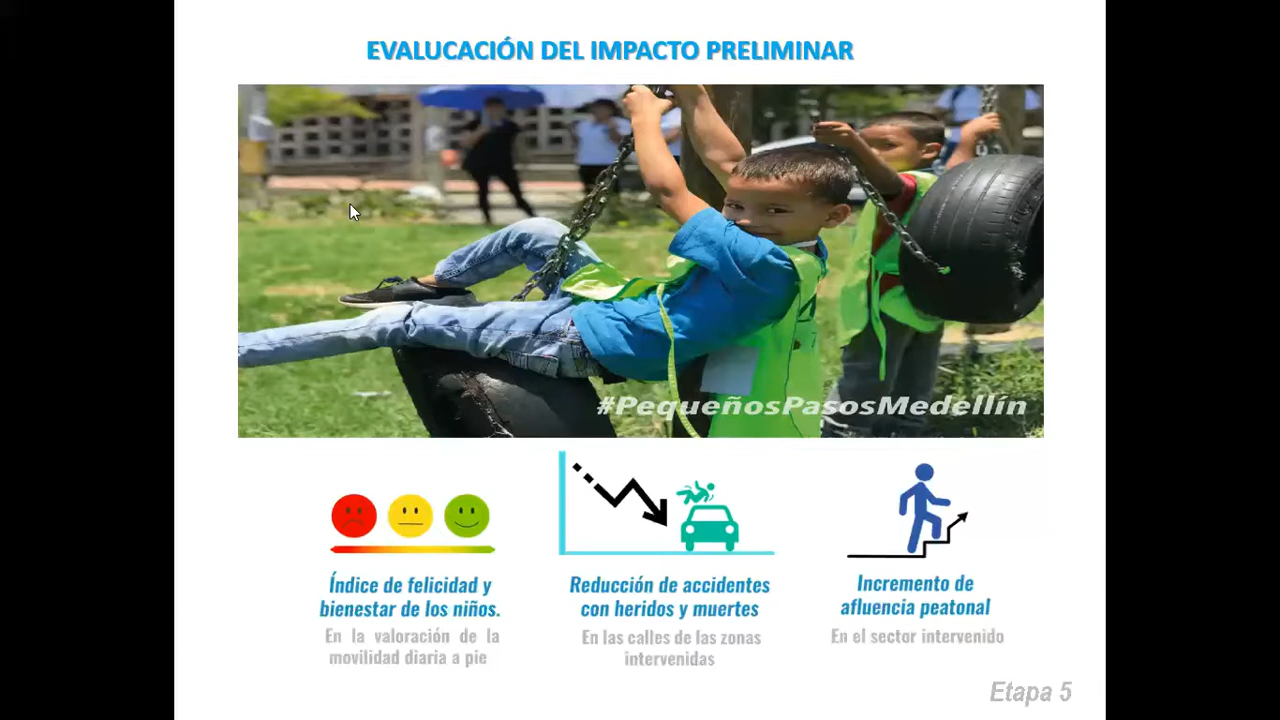 EVALUCACIÓN DEL IMPACTO PRELIMINAR
#PequeñosPasosMedellín
Índice de felicidad y
bienestar de los niños.
En la valoración de la
movilidad diaria a pie
Reducción de accidentes
con heridos y muertes
En las calles de las zonas
intervenidas
Incremento de
afluencia peatonal
En el sector intervenido
Etapa 5